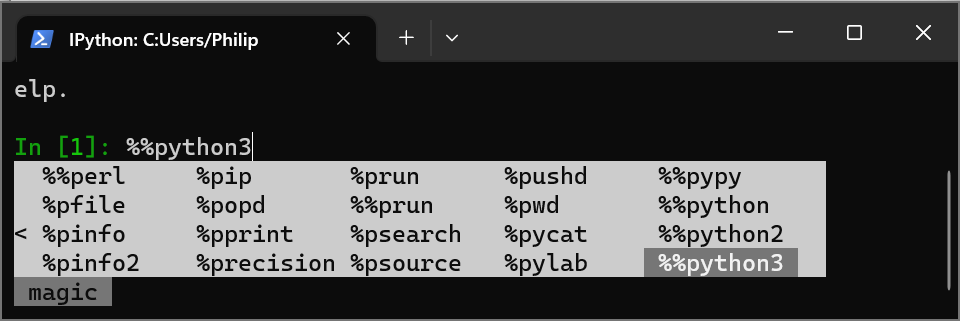 IPython: C:Users/Philip
elp.
In [1]: %%python3
%%perl %pip %prun %pushd %%pypy
%pfile %popd %%prun %pwd %%python
< %pinfo %pprint %psearch %pycat %%python2
%pinfo2 %precision %psource %pylab %%python3
magic